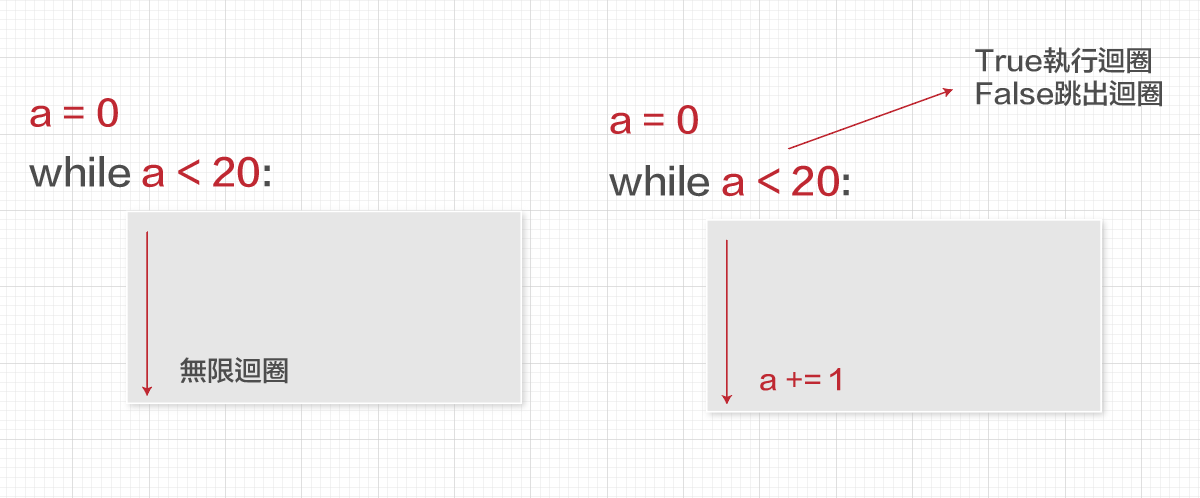 a = 0
while a < 20:
無限迴圈
True執行迴圈
False跳出迴圈
a = 0
while a < 20:
a += 1